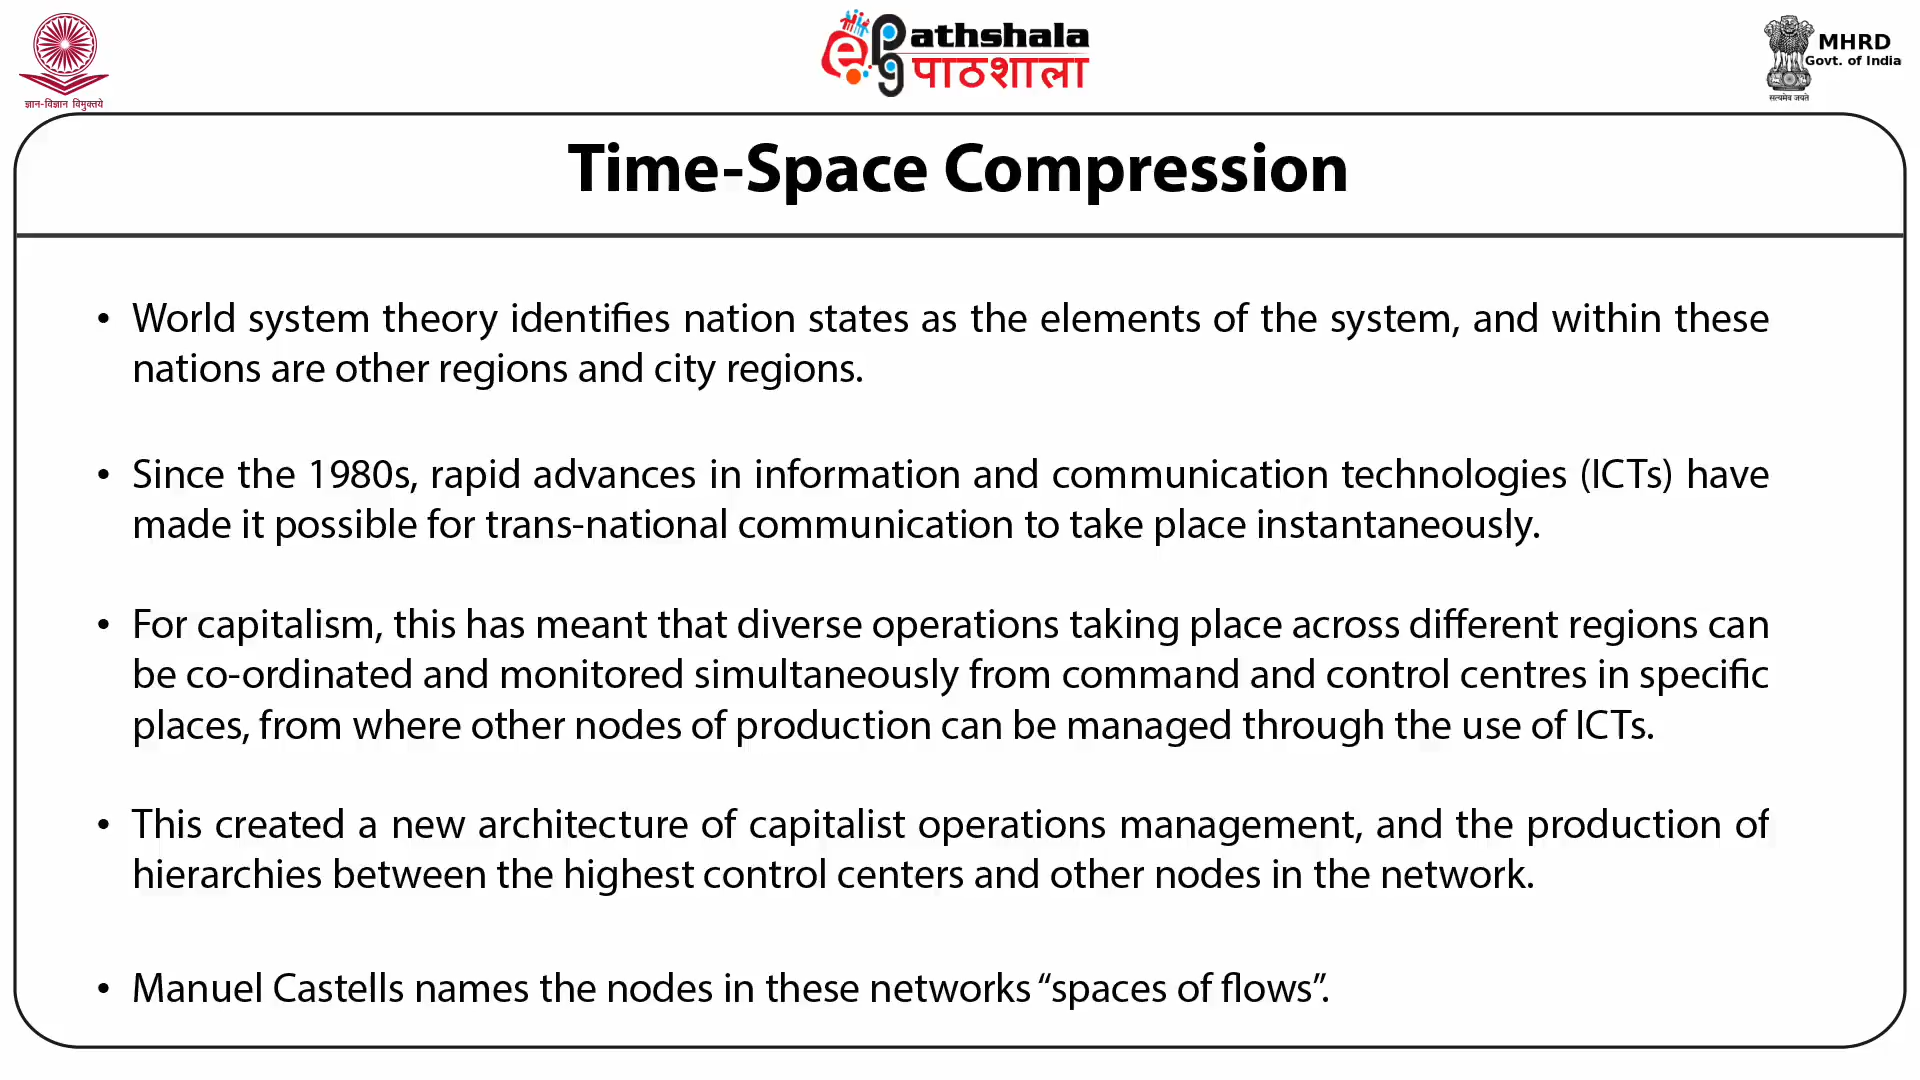 ज्ञान-विज्ञान विमुक्तये
e Pg athshala
पाठशाला
MHRD
Govt. of India
सत्यमेव जयते
Time-Space Compression
• World system theory identifies nation states as the elements of the system, and within these
nations are other regions and city regions.
• Since the 1980s, rapid advances in information and communication technologies (ICTs) have
made it possible for trans-national communication to take place instantaneously.
• For capitalism, this has meant that diverse operations taking place across different regions can
be co-ordinated and monitored simultaneously from command and control centres in specific
places, from where other nodes of production can be managed through the use of ICTs.
• This created a new architecture of capitalist operations management, and the production of
hierarchies between the highest control centers and other nodes in the network.
• Manuel Castells names the nodes in these networks “spaces of flows”.